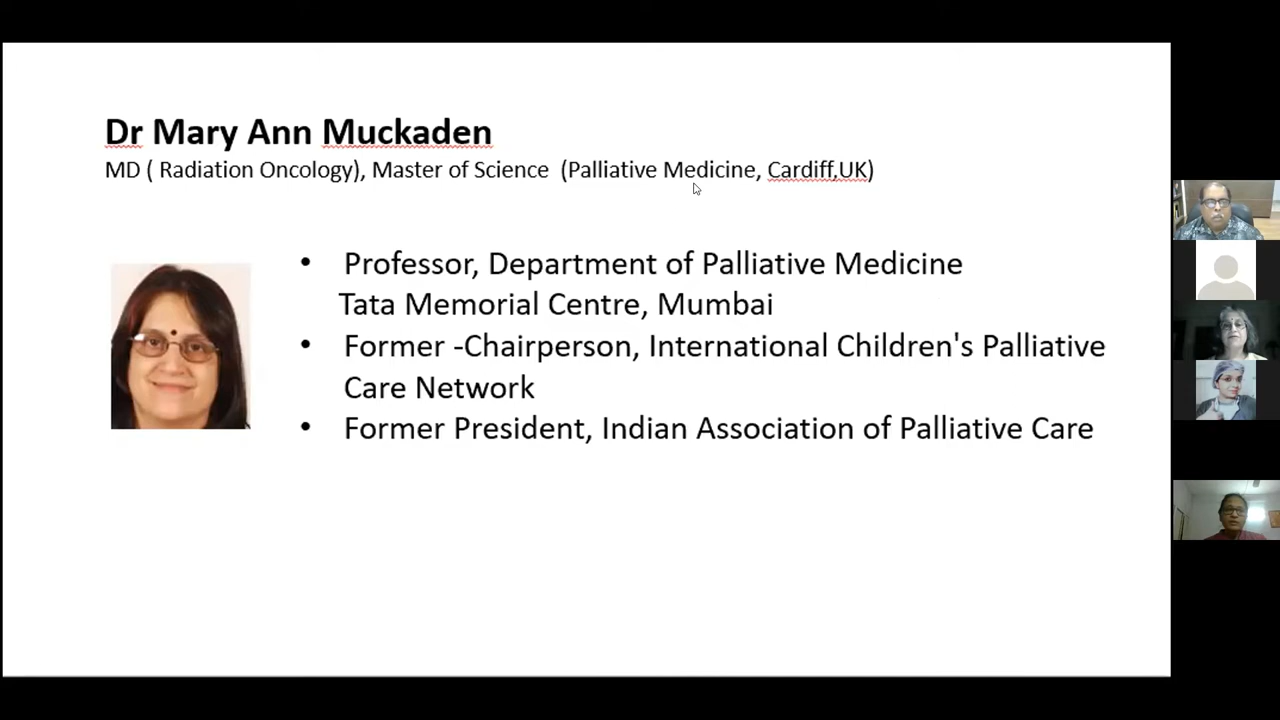 Dr Mary Ann Muckaden
MD ( Radiation Oncology), Master of Science (Palliative Medicine, Cardiff,UK)
• Professor, Department of Palliative Medicine
Tata Memorial Centre, Mumbai
• Former -Chairperson, International Children's Palliative
Care Network
• Former President, Indian Association of Palliative Care